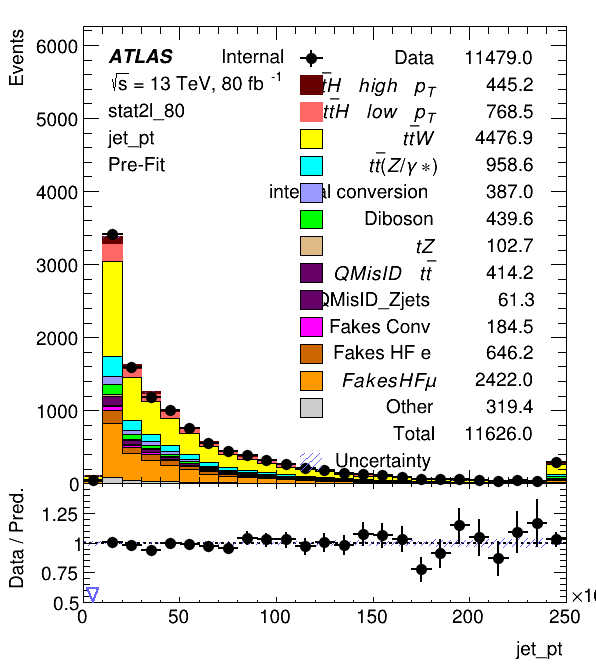 Events
6000
5000
4000
3000
2000
1000
0
ATLAS Internal
√s = 13 TeV, 80 fb -1
stat2l_80
jet_pt
Pre-Fit
Data 11479.0
tt̄H high pT 445.2
tt̄H low pT 768.5
tt̄W 4476.9
tt̄(Z/γ*) 958.6
internal conversion 387.0
Diboson 439.6
tZ 102.7
QMisID tt̄ 414.2
QMisID_Zjets 61.3
Fakes Conv 184.5
Fakes HF e 646.2
FakesHFμ 2422.0
Other 319.4
Total 11626.0
Uncertainty
Data / Pred.
1.25
1
0.75
0.5
0 50 100 150 200 250
jet_pt